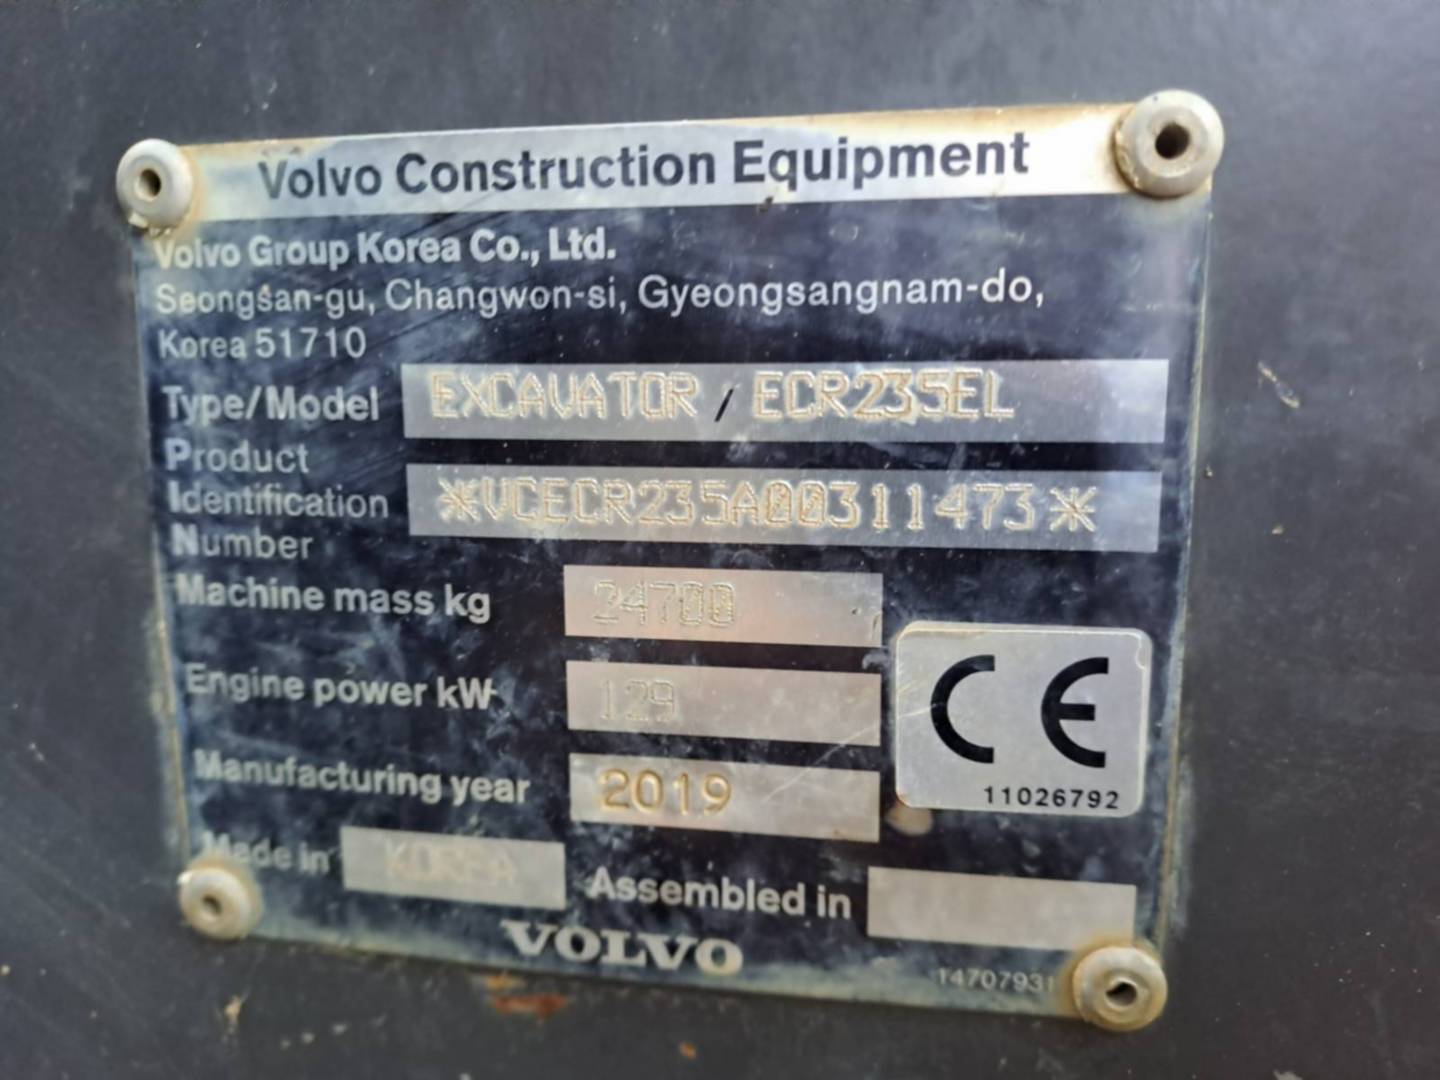 Volvo Construction Equipment
Volvo Group Korea Co., Ltd.
Seongsan-gu, Changwon-si, Gyeongsangnam-do,
Korea 51710
Type/Model EXCAVATOR / ECR235EL
Product
Identification *VCECR235A00311473*
Number
Machine mass kg 24700
Engine power kW 129
Manufacturing year 2019
CE
11026792
Made in KOREA Assembled in
VOLVO
14707931